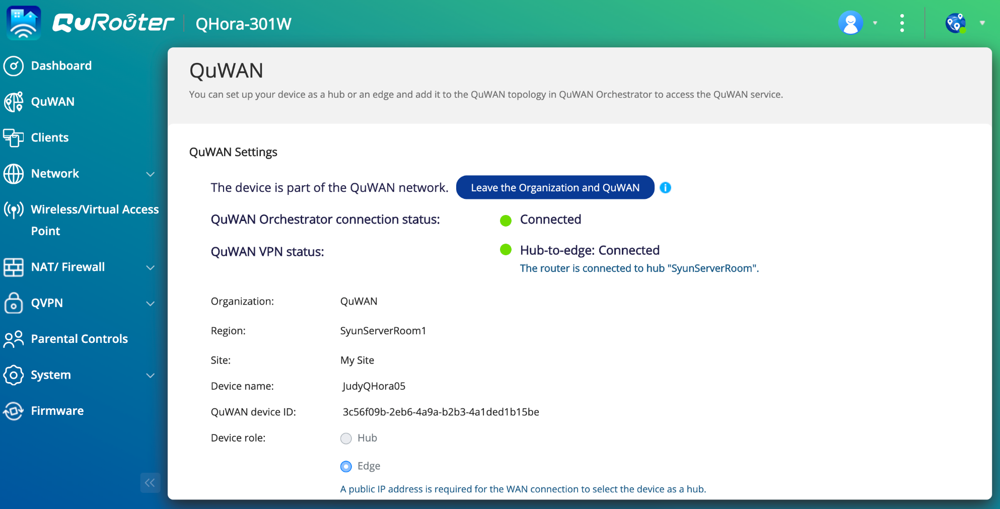 QuRouter
QHora-301W
Dashboard
QuWAN
Clients
Network
Wireless/Virtual Access
Point
NAT/ Firewall
QVPN
Parental Controls
System
Firmware
QuWAN
You can set up your device as a hub or an edge and add it to the QuWAN topology in QuWAN Orchestrator to access the QuWAN service.
QuWAN Settings
The device is part of the QuWAN network. Leave the Organization and QuWAN
QuWAN Orchestrator connection status: Connected
QuWAN VPN status: Hub-to-edge: Connected
The router is connected to hub "SyunServerRoom".
Organization: QuWAN
Region: SyunServerRoom1
Site: My Site
Device name: JudyQHora05
QuWAN device ID: 3c56f09b-2eb6-4a9a-b2b3-4a1ded1b15be
Device role: Hub
Edge
A public IP address is required for the WAN connection to select the device as a hub.